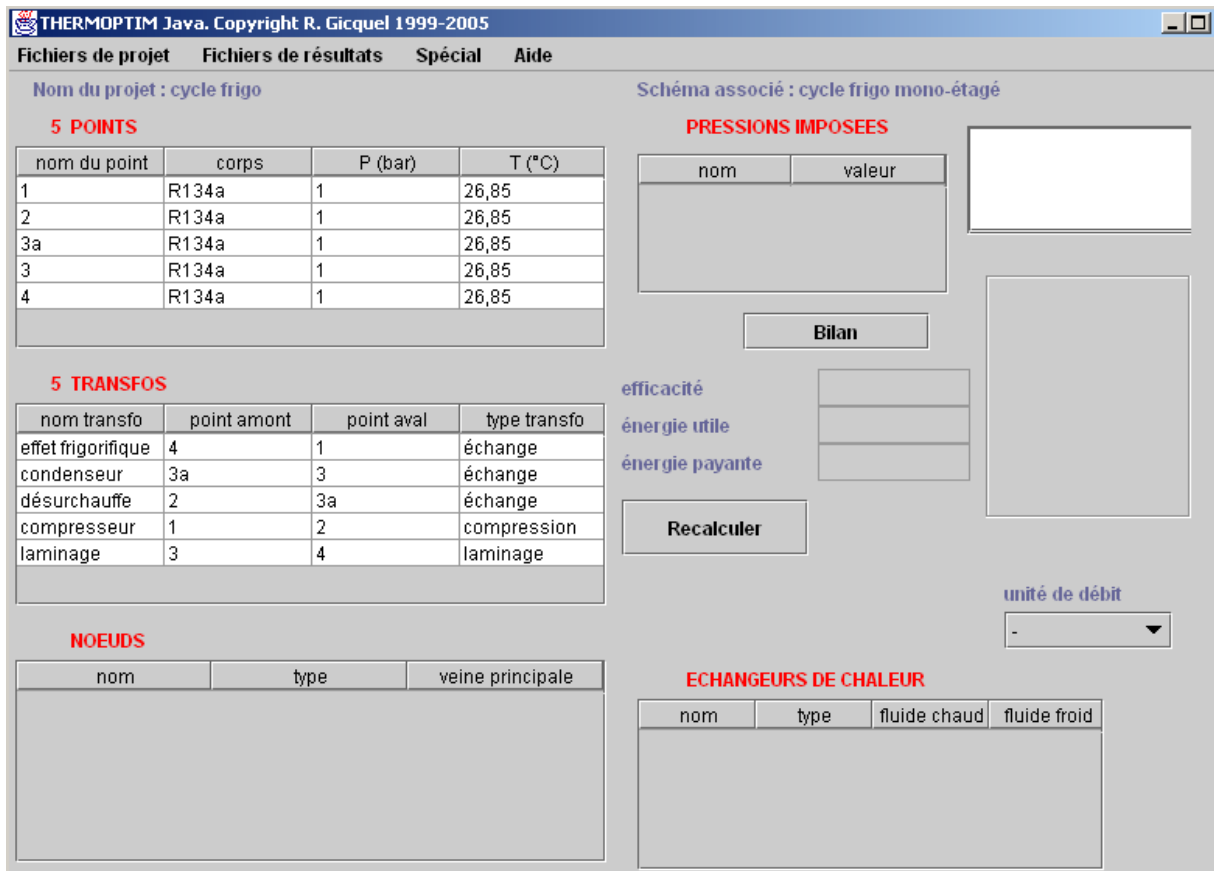 THERMOPTIM Java. Copyright R. Gicquel 1999-2005
Fichiers de projet Fichiers de résultats Spécial Aide
Nom du projet : cycle frigo
Schéma associé : cycle frigo mono-étagé
5 POINTS
nom du point corps P (bar) T (°C)
1 R134a 1 26,85
2 R134a 1 26,85
3a R134a 1 26,85
3 R134a 1 26,85
4 R134a 1 26,85
PRESSIONS IMPOSEES
nom valeur
Bilan
5 TRANSFOS
nom transfo point amont point aval type transfo
effet frigorifique 4 1 échange
condenseur 3a 3 échange
désurchauffe 2 3a échange
compresseur 1 2 compression
laminage 3 4 laminage
efficacité
énergie utile
énergie payante
Recalculer
unité de débit
-
NOEUDS
nom type veine principale
ECHANGEURS DE CHALEUR
nom type fluide chaud fluide froid